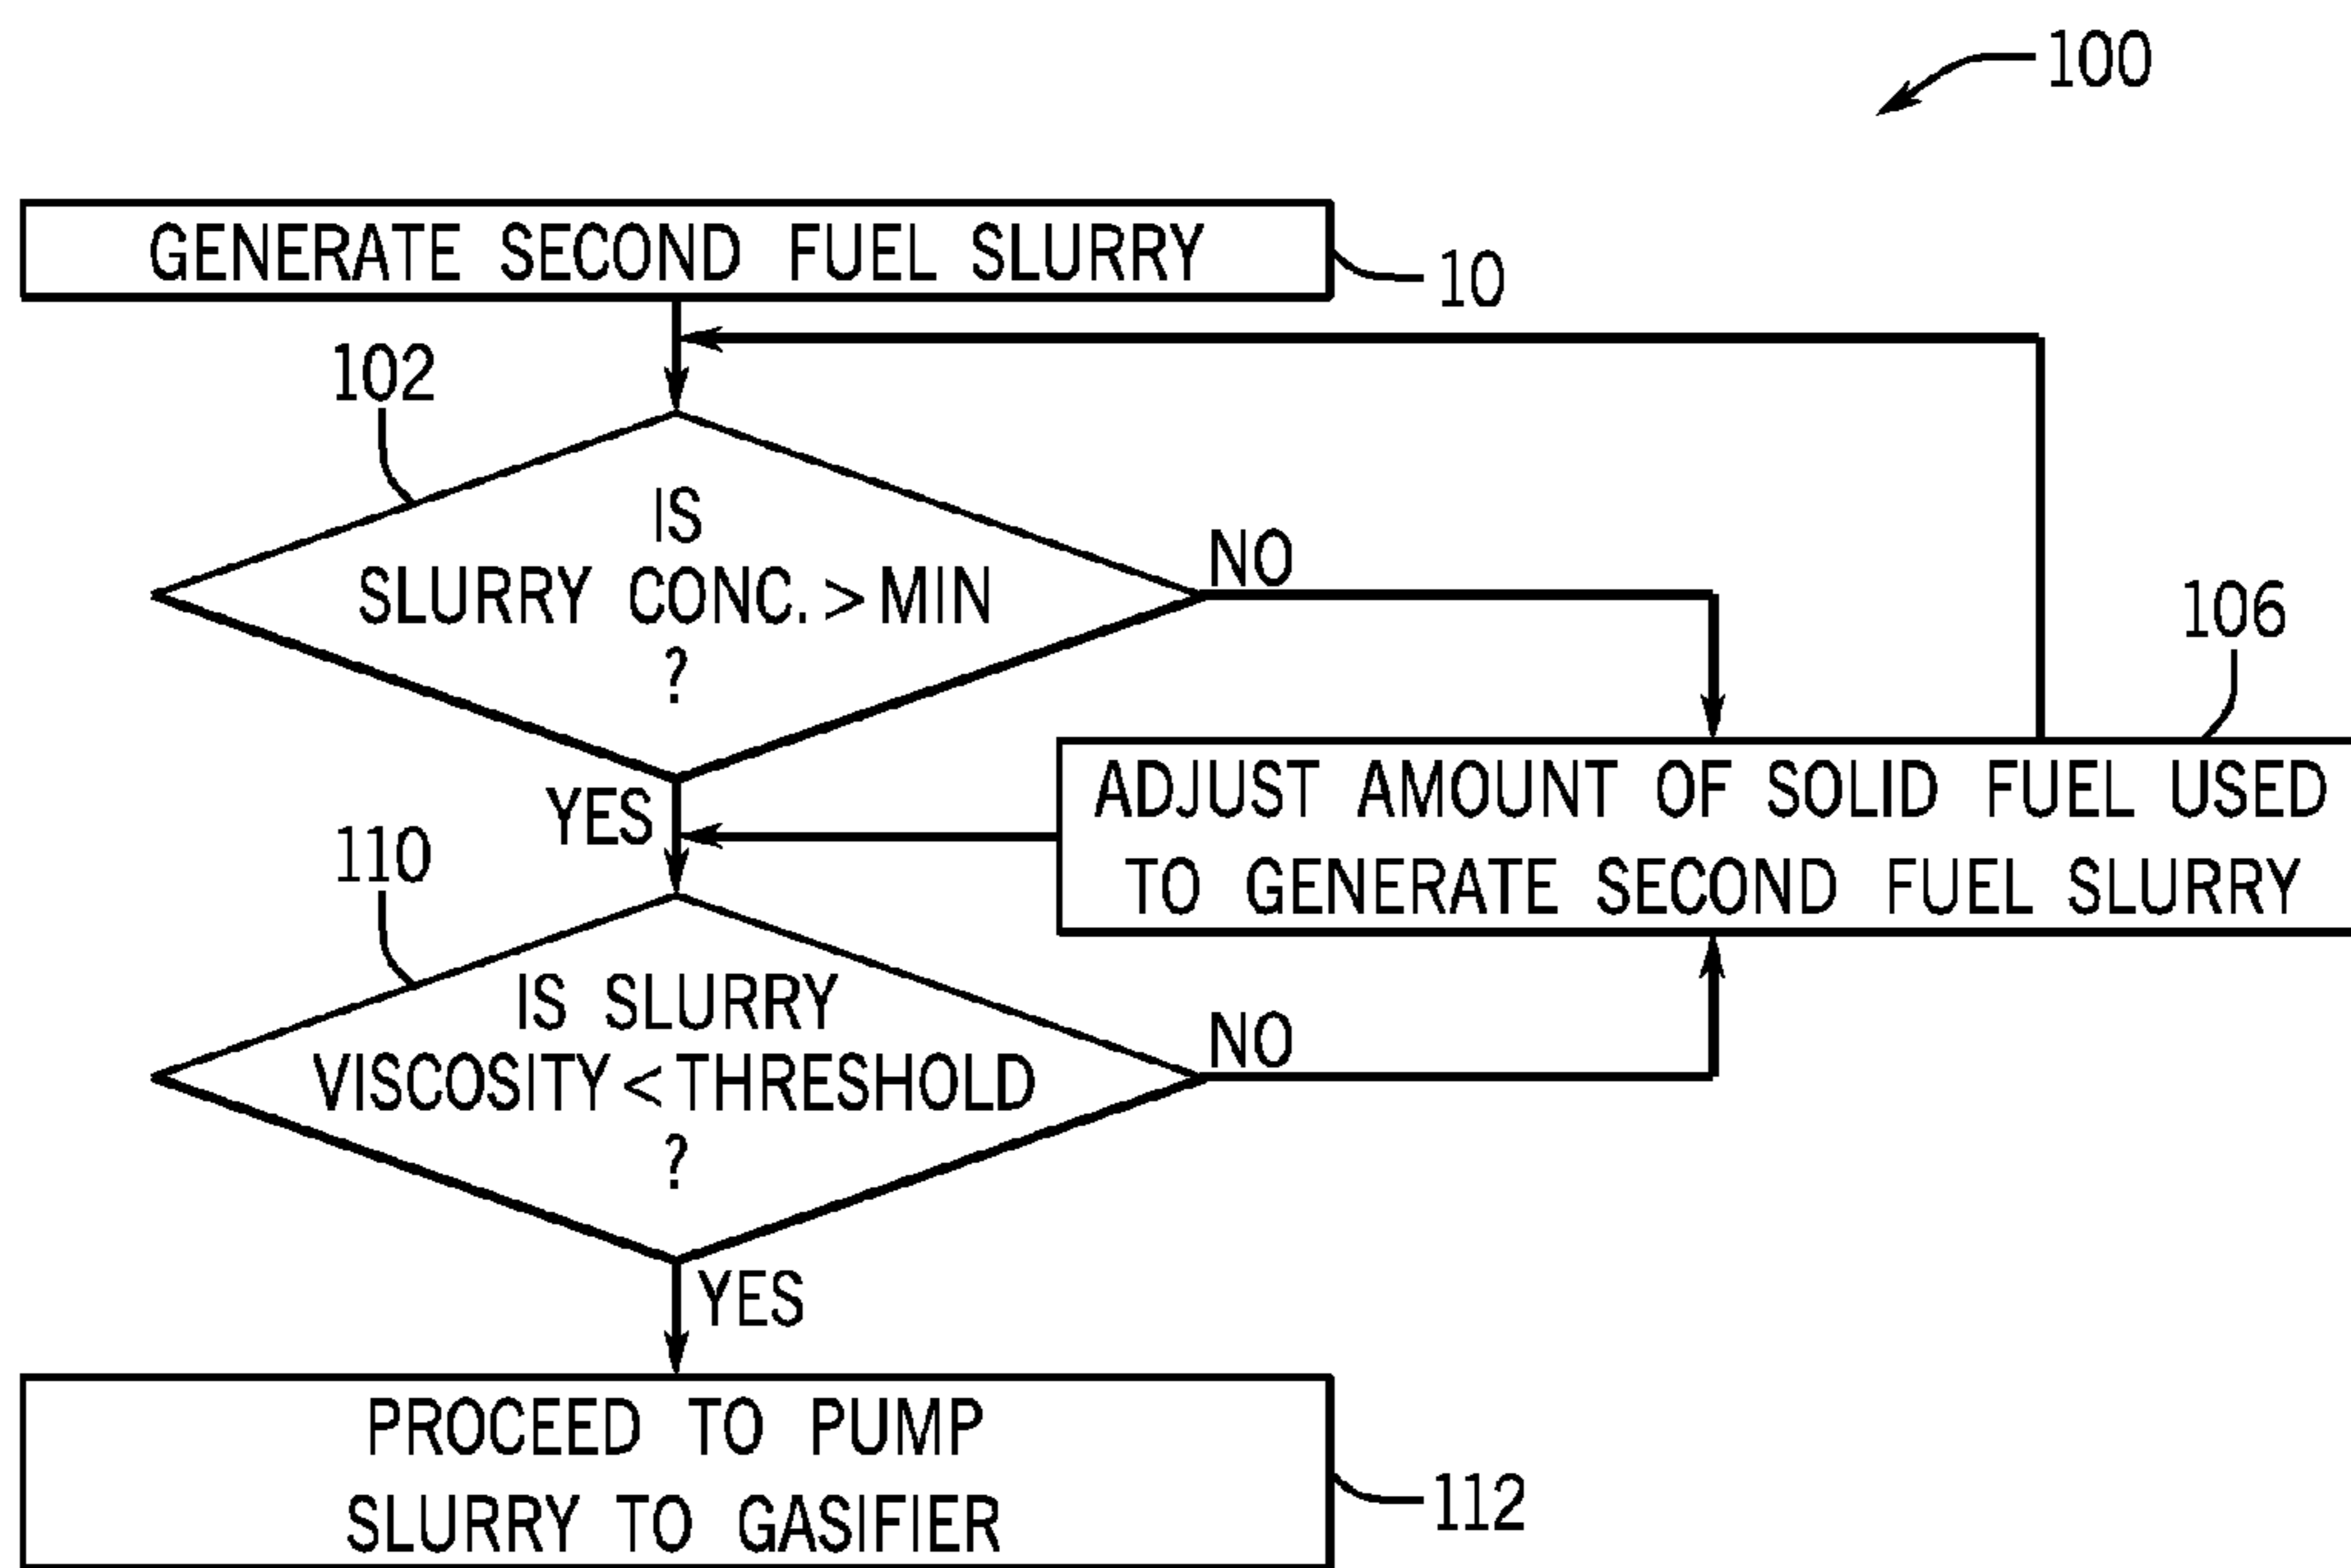 100
GENERATE SECOND FUEL SLURRY
10
102
IS
SLURRY CONC. > MIN
?
NO
YES
106
ADJUST AMOUNT OF SOLID FUEL USED
TO GENERATE SECOND FUEL SLURRY
110
IS SLURRY
VISCOSITY < THRESHOLD
?
NO
YES
PROCEED TO PUMP
SLURRY TO GASIFIER
112